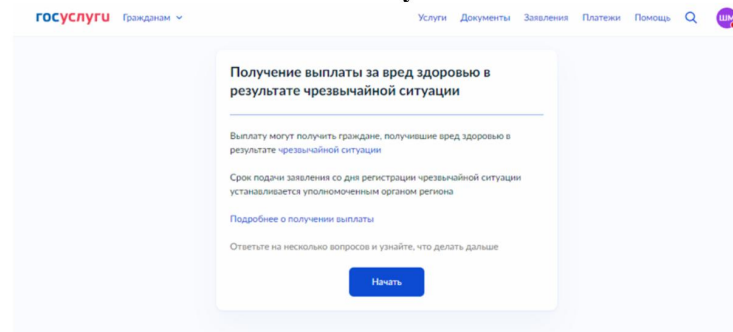 госуслуги Гражданам Услуги Документы Заявления Платежи Помощь ШМ
Получение выплаты за вред здоровью в
результате чрезвычайной ситуации
Выплату могут получить граждане, получившие вред здоровью в
результате чрезвычайной ситуации
Срок подачи заявления со дня регистрации чрезвычайной ситуации
устанавливается уполномоченным органом региона
Подробнее о получении выплаты
Ответьте на несколько вопросов и узнайте, что делать дальше
Начать